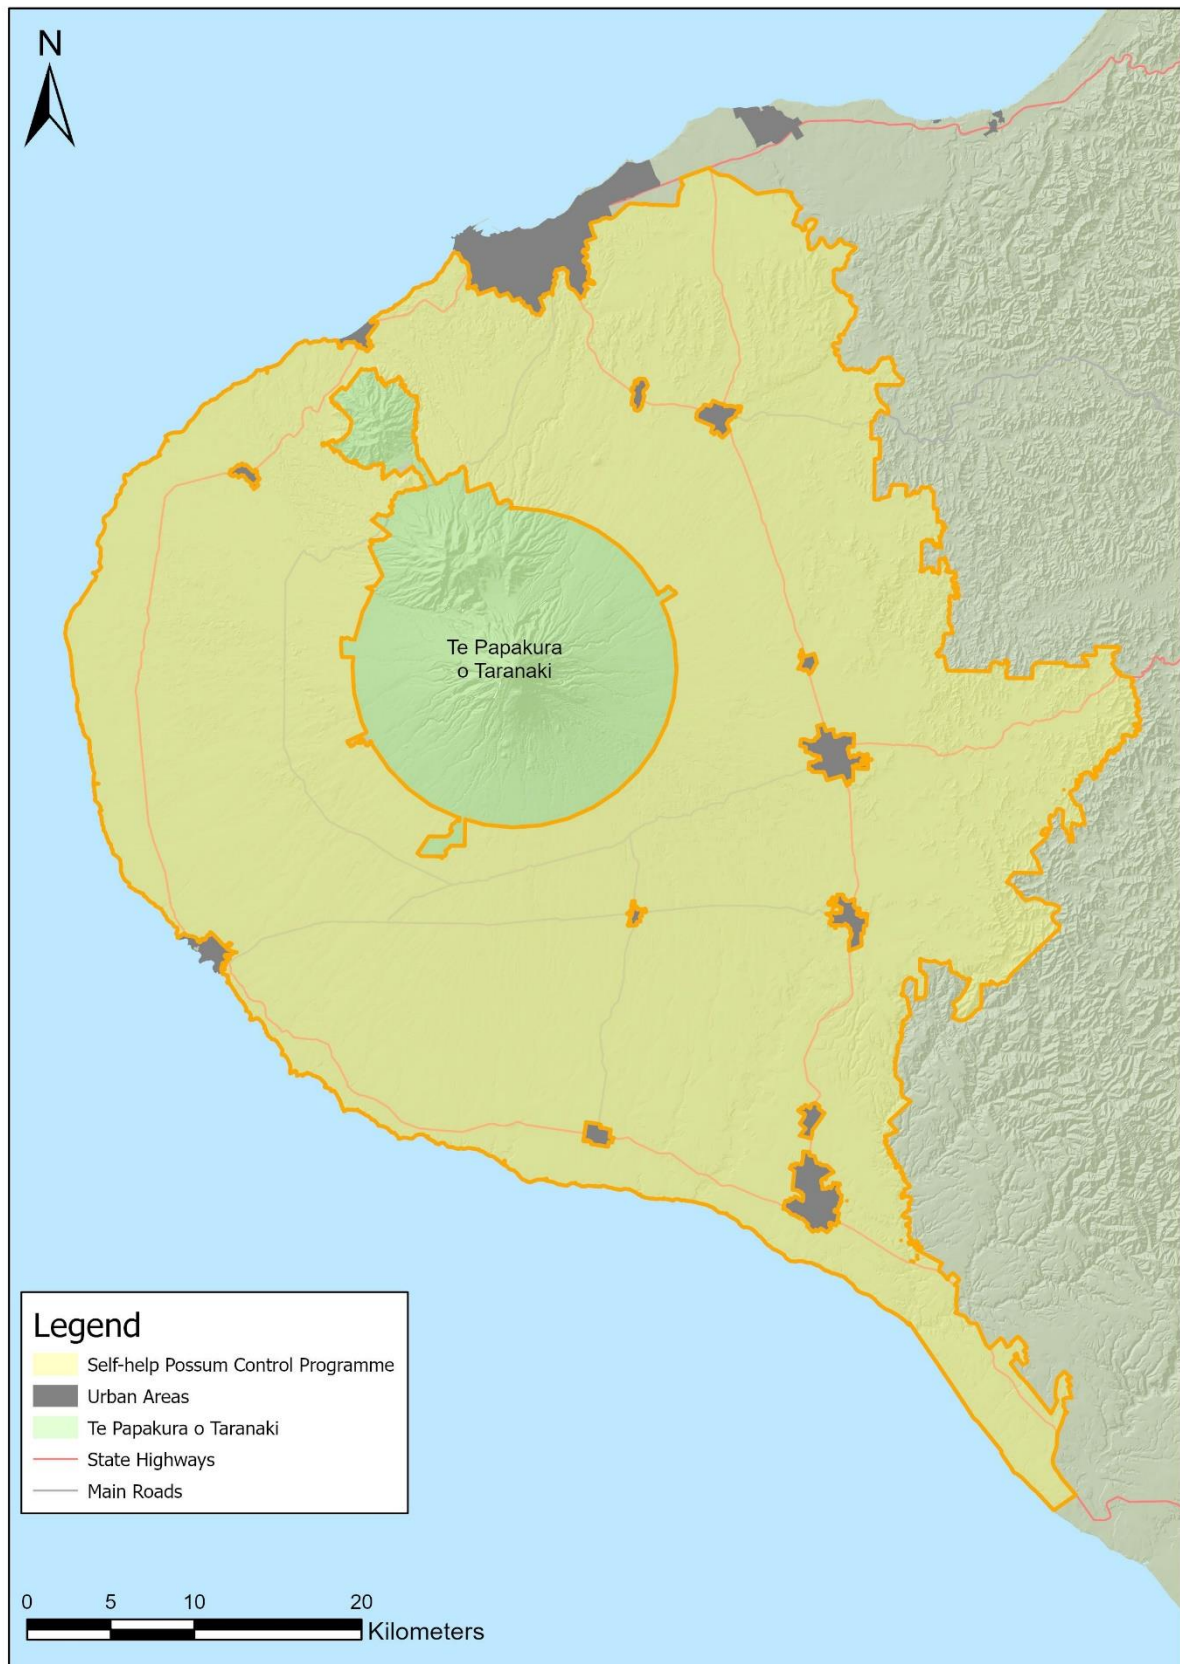 N
Te Papakura
o Taranaki
Legend
Self-help Possum Control Programme
Urban Areas
Te Papakura o Taranaki
State Highways
Main Roads
0 5 10 20
Kilometers